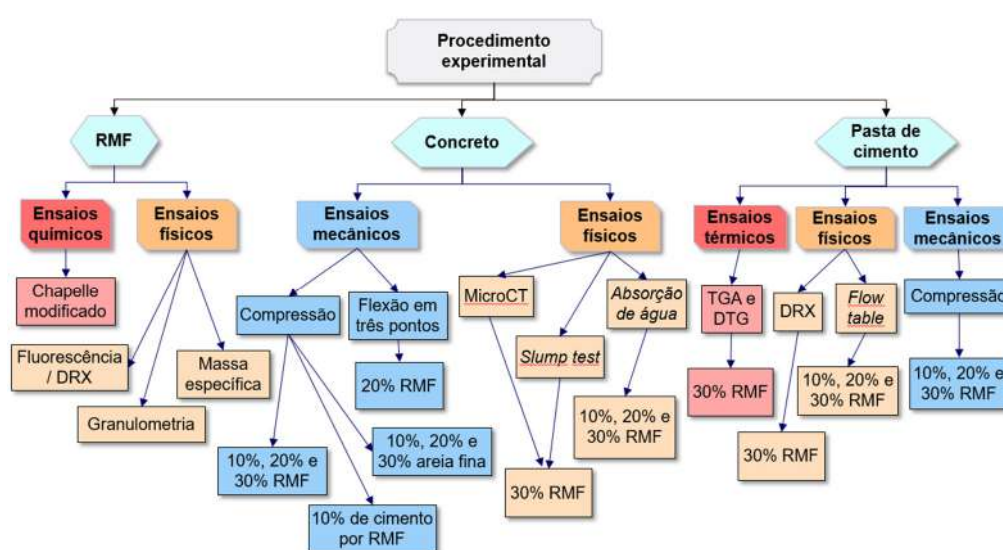 Procedimento
experimental
RMF
Concreto
Pasta de
cimento
Ensaios
químicos
Ensaios
físicos
Ensaios
mecânicos
Ensaios
físicos
Ensaios
térmicos
Ensaios
físicos
Ensaios
mecânicos
Chapelle
modificado
Fluorescência
/ DRX
Granulometria
Massa
especifica
Compressão
Flexão em
três pontos
20% RMF
10%, 20% e
30% RMF
10% de cimento
por RMF
10%, 20% e
30% areia fina
MicroCT
Slump test
Absorção
de água
30% RMF
10%, 20% e
30% RMF
TGA e
DTG
30% RMF
DRX
30% RMF
Flow
table
10%, 20% e
30% RMF
Compressão
10%, 20% e
30% RMF